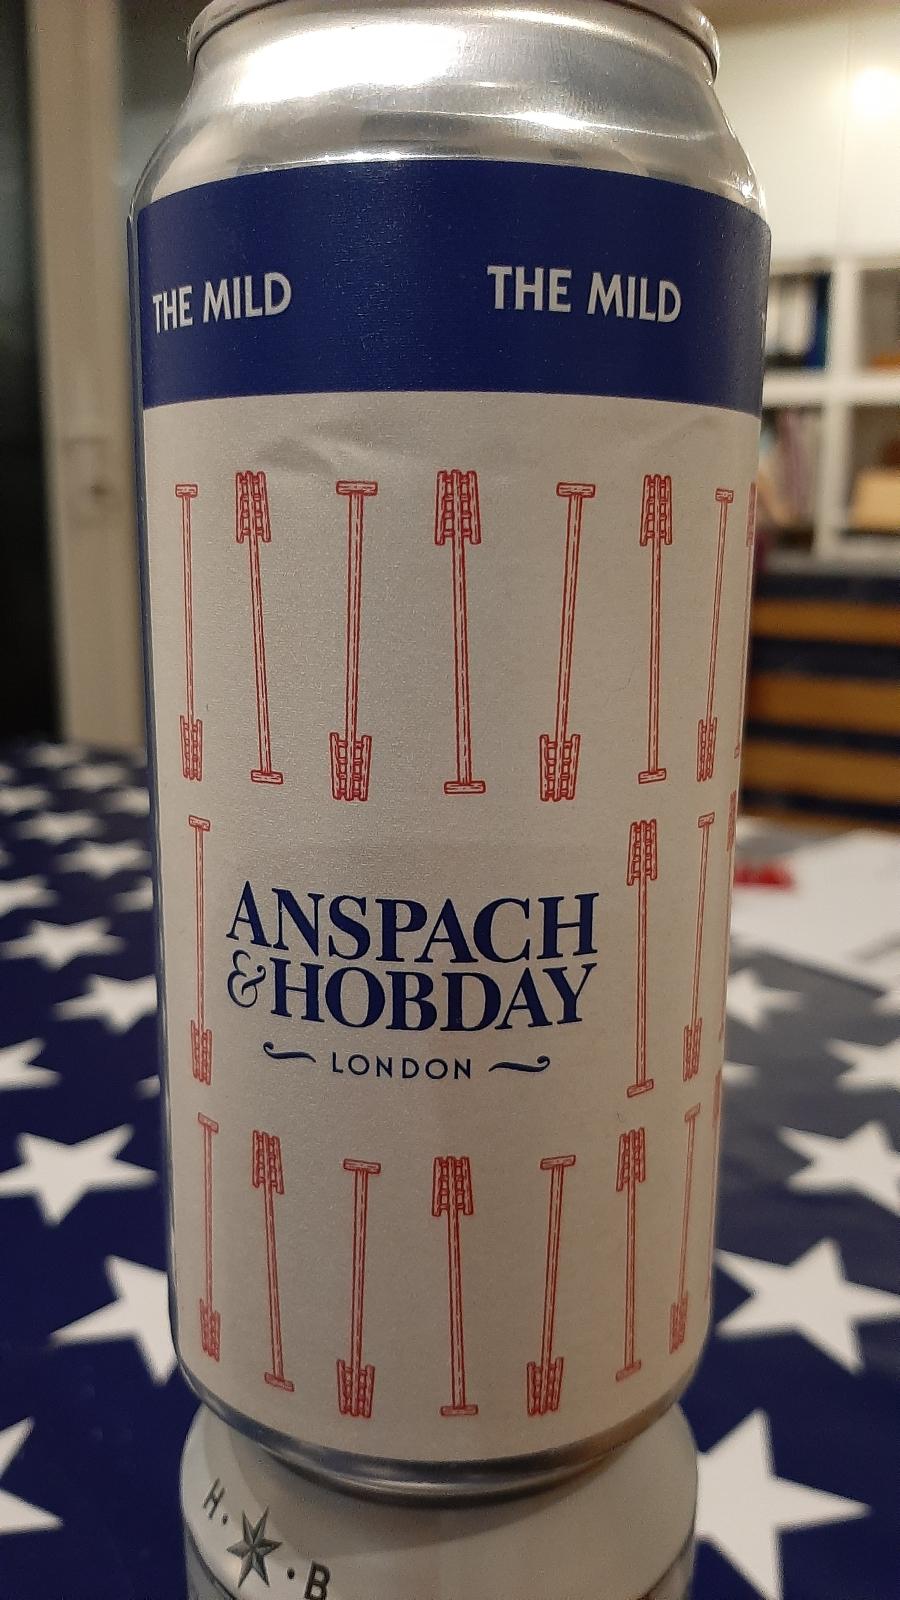 THE MILD THE MILD
ANSPACH
&HOBDAY
LONDON
H. B